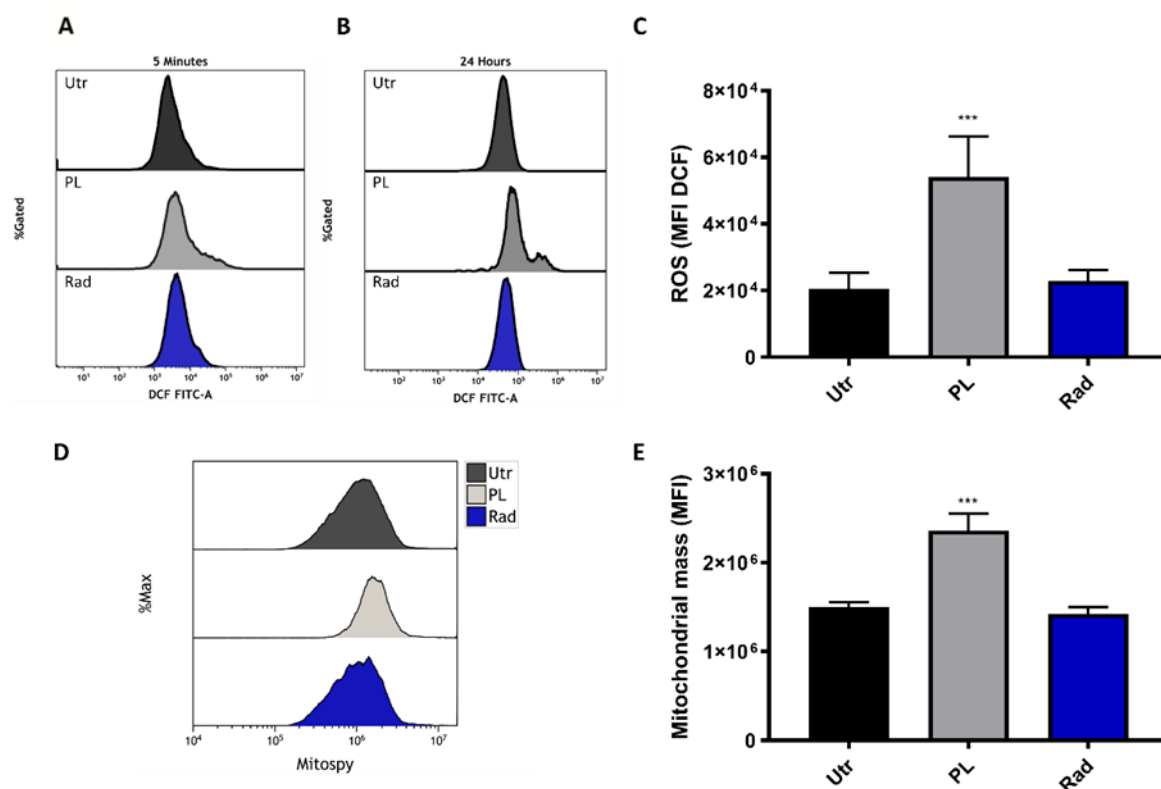 A
5 Minutes
Utr
PL
Rad
%Gated
10¹ 10² 10³ 10⁴ 10⁵ 10⁶ 10⁷
DCF FITC-A
B
24 Hours
Utr
PL
Rad
%Gated
10² 10³ 10⁴ 10⁵ 10⁶ 10⁷
DCF FITC-A
C
ROS (MFI DCF)
8×10⁴
6×10⁴
4×10⁴
2×10⁴
0
***
Utr PL Rad
D
Utr
PL
Rad
%Max
10⁴ 10⁵ 10⁶ 10⁷
Mitospy
E
Mitochondrial mass (MFI)
3×10⁶
2×10⁶
1×10⁶
0
***
Utr PL Rad